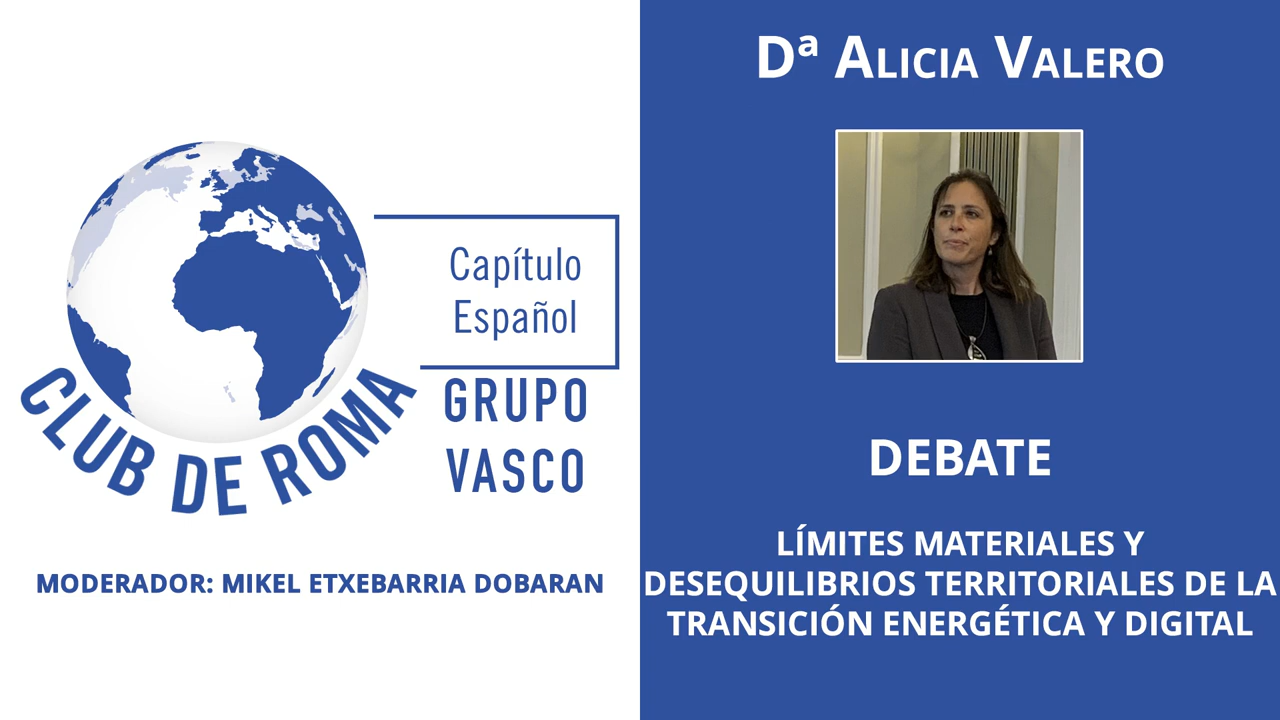 CLUB DE ROMA
Capítulo
Español
GRUPO
VASCO
MODERADOR: MIKEL ETXEBARRIA DOBARAN
Dª ALICIA VALERO
DEBATE
LÍMITES MATERIALES Y
DESEQUILIBRIOS TERRITORIALES DE LA
TRANSICIÓN ENERGÉTICA Y DIGITAL